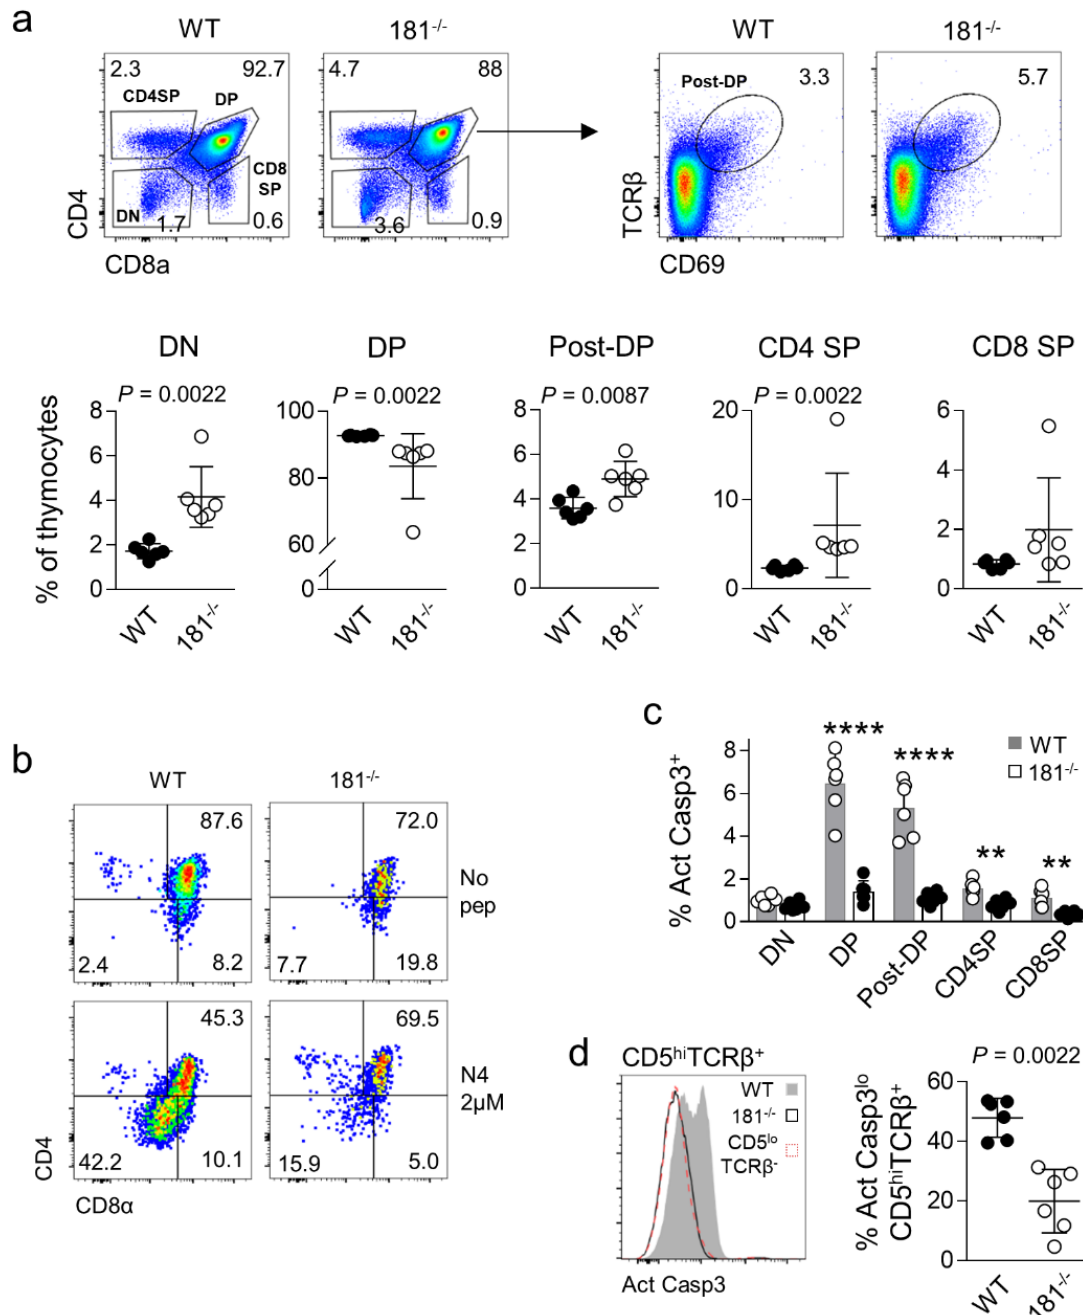 a
WT
181-/-
WT
181-/-
2.3
92.7
CD4SP
DP
CD8
SP
DN
1.7
0.6
4.7
88
3.6
0.9
Post-DP
3.3
5.7
CD4
CD8a
TCRβ
CD69
DN
DP
Post-DP
CD4 SP
CD8 SP
P = 0.0022
P = 0.0022
P = 0.0087
P = 0.0022
% of thymocytes
8
6
4
2
0
WT
181-/-
100
80
60
0
WT
181-/-
8
6
4
2
0
WT
181-/-
20
10
0
WT
181-/-
6
4
2
0
WT
181-/-
b
WT
181-/-
87.6
2.4
8.2
72.0
7.7
19.8
No
pep
45.3
42.2
10.1
69.5
15.9
5.0
N4
2µM
CD4
CD8α
c
% Act Casp3+
8
6
4
2
0
****
****
**
**
WT
181-/-
DN
DP
Post-DP
CD4SP
CD8SP
d
CD5hiTCRβ+
WT
181-/-
CD5lo
TCRβ-
Act Casp3
P = 0.0022
% Act Casp3lo
CD5hiTCRβ+
60
40
20
0
WT
181-/-